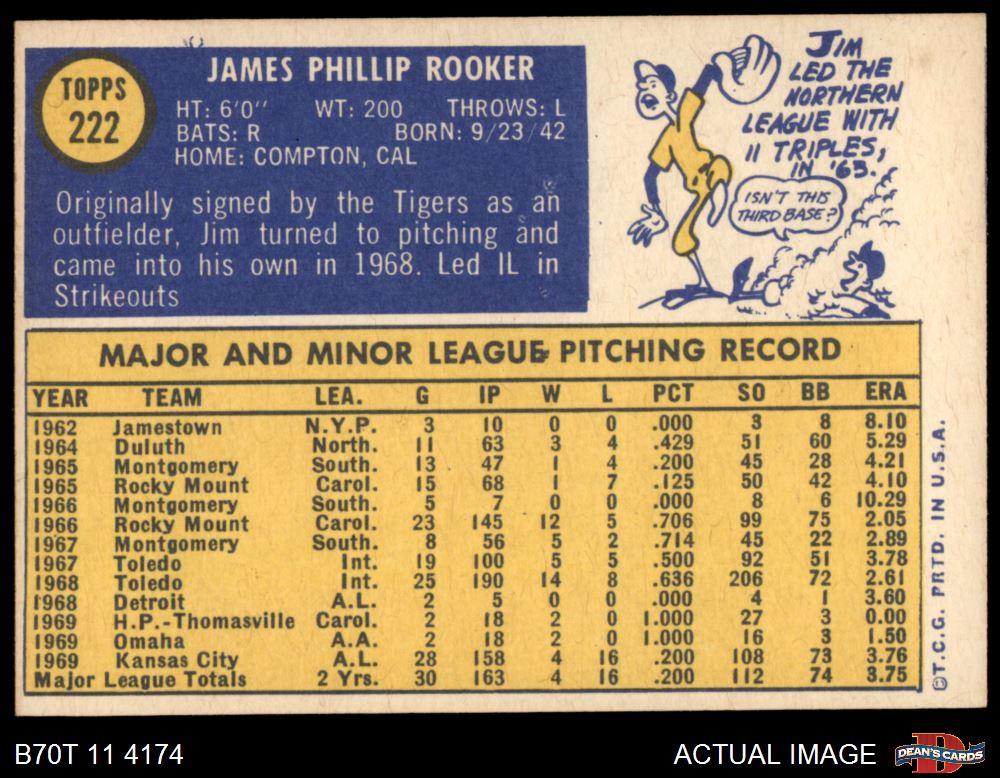 TOPPS
222
JAMES PHILLIP ROOKER
HT: 6'0" WT: 200 THROWS: L
BATS: R BORN: 9/23/42
HOME: COMPTON, CAL
Originally signed by the Tigers as an
outfielder, Jim turned to pitching and
came into his own in 1968. Led IL in
Strikeouts
JIM
LED THE
NORTHERN
LEAGUE WITH
11 TRIPLES,
IN '63.
ISN'T THIS
THIRD BASE?
MAJOR AND MINOR LEAGUE PITCHING RECORD
YEAR TEAM LEA. G IP W L PCT SO BB ERA
1962 Jamestown N.Y.P. 3 10 0 0 .000 3 8 8.10
1964 Duluth North. 11 63 3 4 .429 51 60 5.29
1965 Montgomery South. 13 47 1 4 .200 45 28 4.21
1965 Rocky Mount Carol. 15 68 1 7 .125 50 42 4.10
1966 Montgomery South. 5 7 0 0 .000 8 6 10.29
1966 Rocky Mount Carol. 23 145 12 5 .706 99 75 2.05
1967 Montgomery South. 8 56 5 2 .714 45 22 2.89
1967 Toledo Int. 19 100 5 5 .500 92 51 3.78
1968 Toledo Int. 25 190 14 8 .636 206 72 2.61
1968 Detroit A.L. 2 5 0 0 .000 4 1 3.60
1969 H.P.-Thomasville Carol. 2 18 2 0 1.000 27 3 0.00
1969 Omaha A.A. 2 18 2 0 1.000 16 3 1.50
1969 Kansas City A.L. 28 158 4 16 .200 108 73 3.76
Major League Totals 2 Yrs. 30 163 4 16 .200 112 74 3.75
©T.C.G. PRTD. IN U.S.A.
B70T 11 4174
ACTUAL IMAGE
DEAN'S CARDS